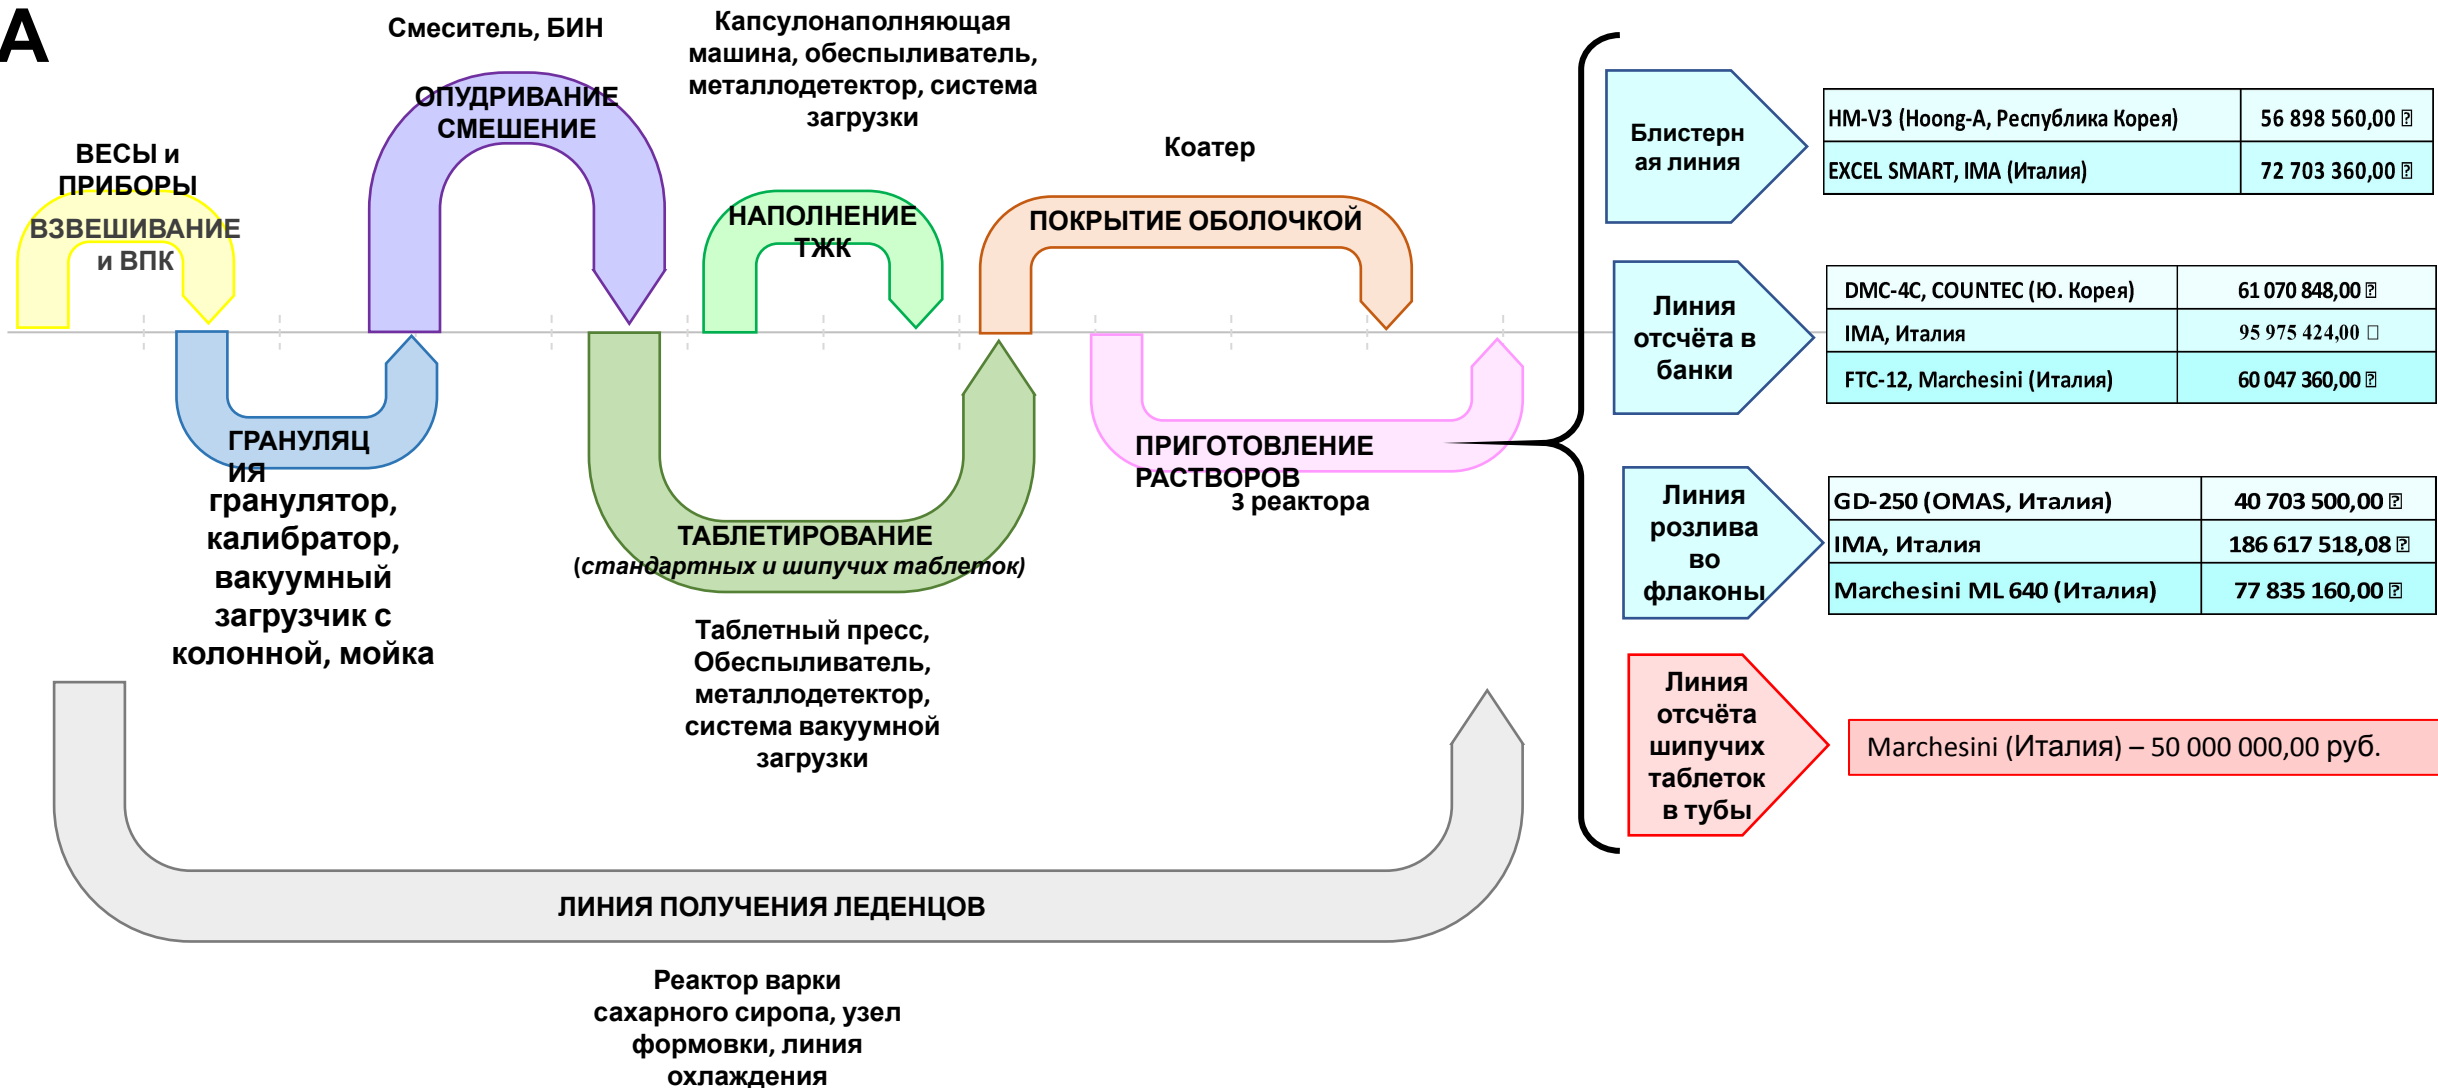 А
Смеситель, БИН
Капсулонаполняющая
машина, обеспыливатель,
металлодетектор, система
загрузки
ОПУДРИВАНИЕ
СМЕШЕНИЕ
ВЕСЫ и
ПРИБОРЫ
ВЗВЕШИВАНИЕ
и ВПК
НАПОЛНЕНИЕ
ТЖК
Коатер
ПОКРЫТИЕ ОБОЛОЧКОЙ
ГРАНУЛЯЦ
ИЯ
гранулятор,
калибратор,
вакуумный
загрузчик с
колонной, мойка
ТАБЛЕТИРОВАНИЕ
(стандартных и шипучих таблеток)
Таблетный пресс,
Обеспыливатель,
металлодетектор,
система вакуумной
загрузки
ПРИГОТОВЛЕНИЕ
РАСТВОРОВ
3 реактора
ЛИНИЯ ПОЛУЧЕНИЯ ЛЕДЕНЦОВ
Реактор варки
сахарного сиропа, узел
формовки, линия
охлаждения
Блистерн
ая линия
HM-V3 (Hoong-A, Республика Корея) 56 898 560,00
EXCEL SMART, IMA (Италия) 72 703 360,00
Линия
отсчёта в
банки
DMC-4C, COUNTEC (Ю. Корея) 61 070 848,00
IMA, Италия 95 975 424,00
FTC-12, Marchesini (Италия) 60 047 360,00
Линия
розлива
во
флаконы
GD-250 (OMAS, Италия) 40 703 500,00
IMA, Италия 186 617 518,08
Marchesini ML 640 (Италия) 77 835 160,00
Линия
отсчёта
шипучих
таблеток
в тубы
Marchesini (Италия) – 50 000 000,00 руб.